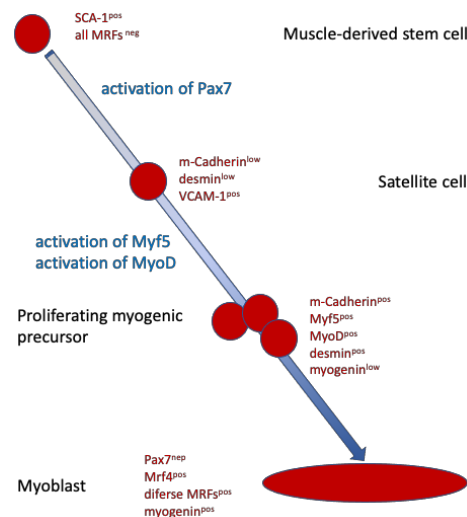 SCA-1pos
all MRFs neg
Muscle-derived stem cell
activation of Pax7
m-Cadherinlow
desminlow
VCAM-1pos
Satellite cell
activation of Myf5
activation of MyoD
Proliferating myogenic
precursor
m-Cadherinpos
Myf5pos
MyoDpos
desminpos
myogeninlow
Myoblast
Pax7nep
Mrf4pos
diferse MRFspos
myogeninpos